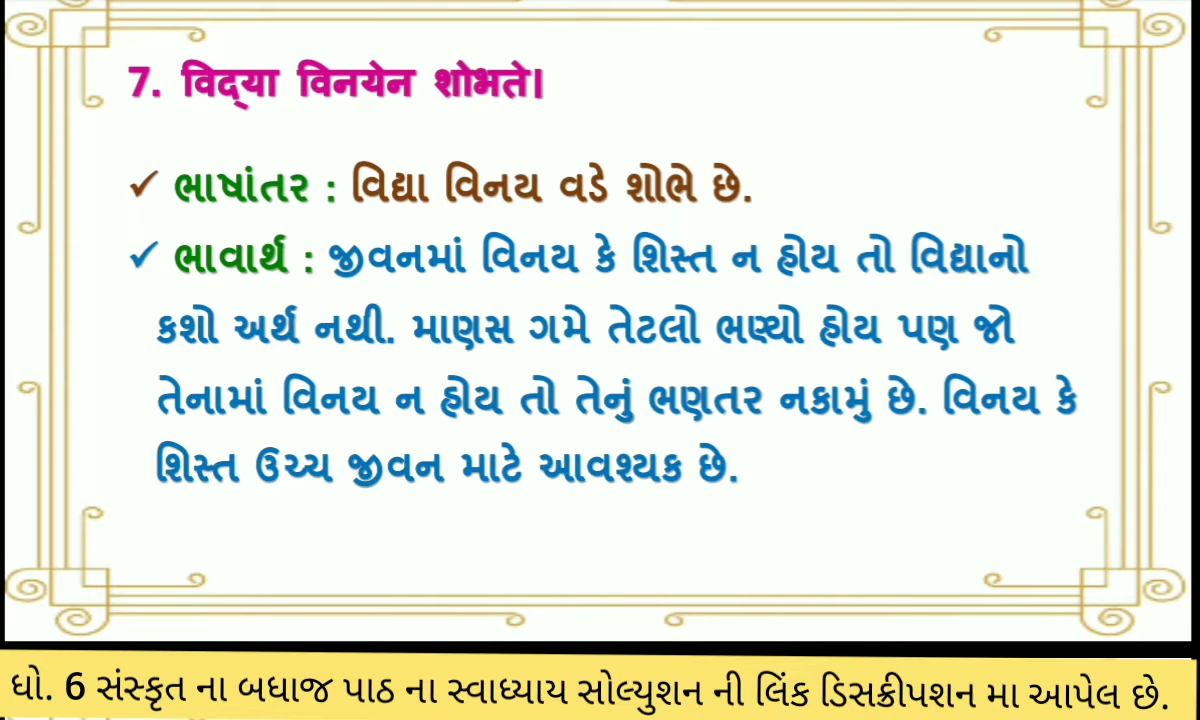 7. विद्‌या विनयेन शोभते।
✓ ભાષાંતર : વિદ્યા વિનય વડે શોભે છે.
✓ ભાવાર્થ : જીવનમાં વિનય કે શિસ્ત ન હોય તો વિદ્યાનો
કશો અર્થ નથી. માણસ ગમે તેટલો ભણ્યો હોય પણ જો
તેનામાં વિનય ન હોય તો તેનું ભણતર નકામું છે. વિનય કે
શિસ્ત ઉચ્ચ જીવન માટે આવશ્યક છે.
ધો. 6 સંસ્કૃત ના બધાજ પાઠ ના સ્વાધ્યાય સોલ્યુશન ની લિંક ડિસક્રીપશન મા આપેલ છે.